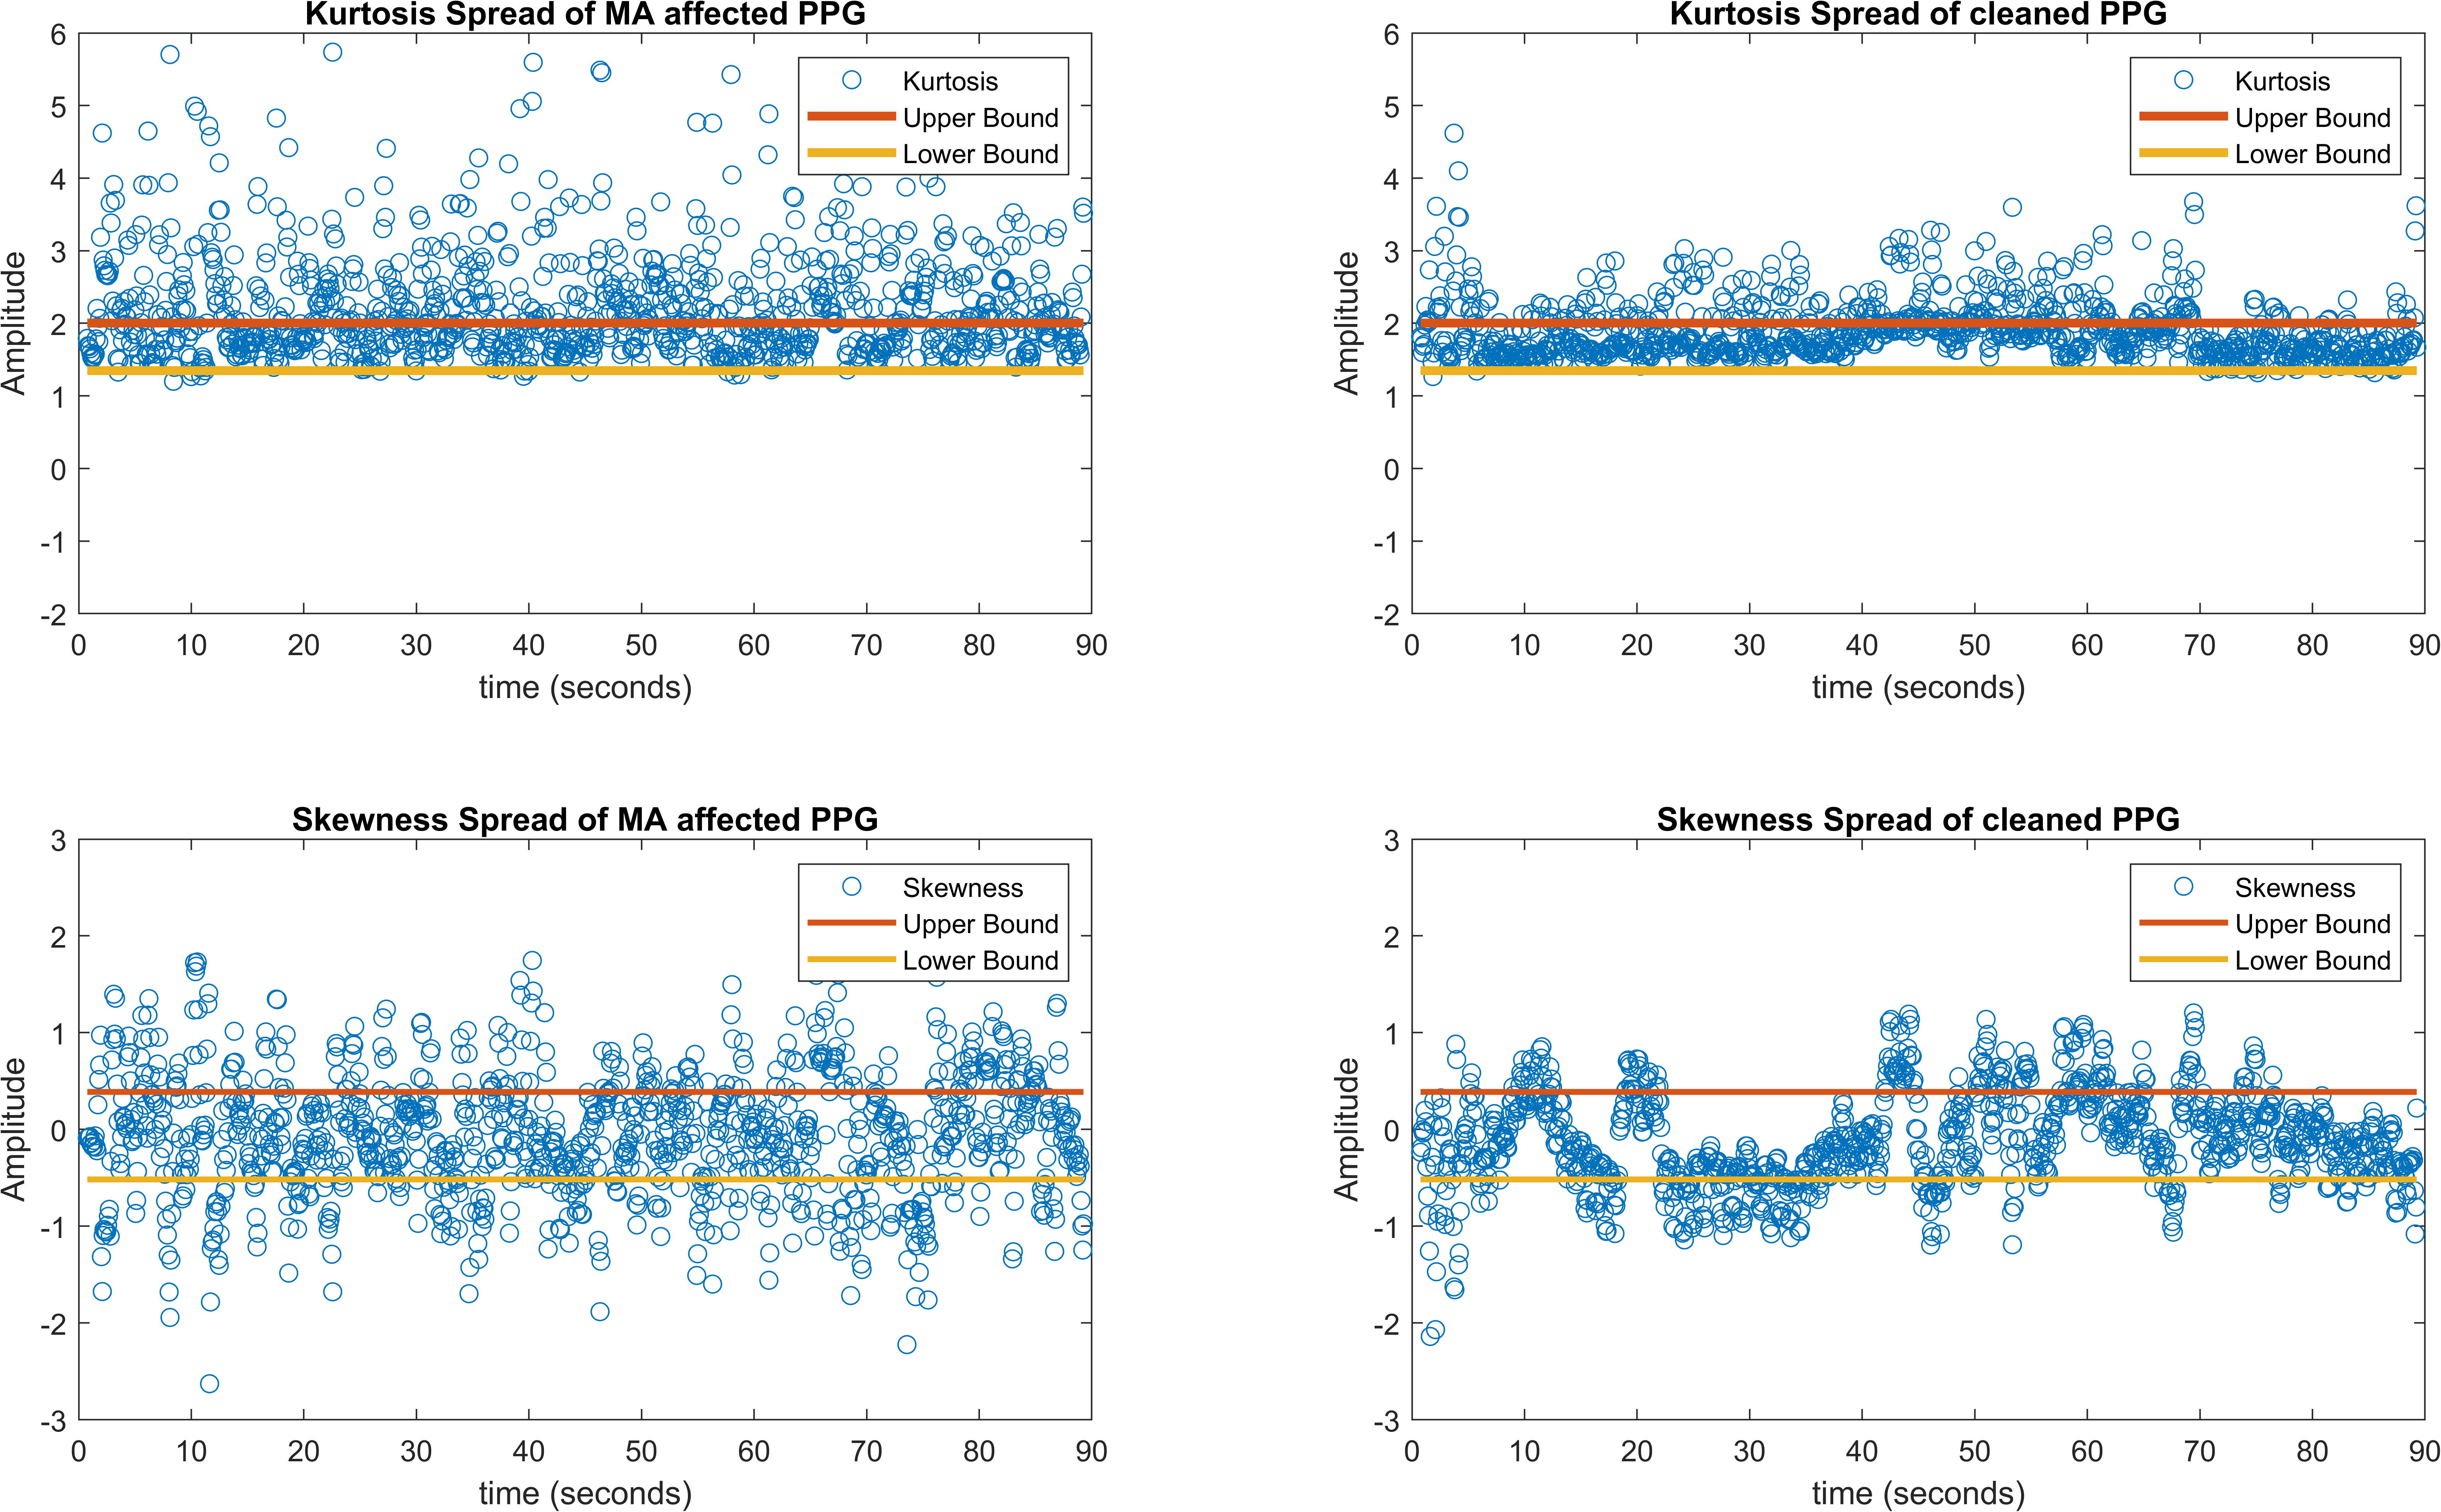 Kurtosis Spread of MA affected PPG
6
5
4
3
2
1
0
-1
-2
Amplitude
Kurtosis
Upper Bound
Lower Bound
0 10 20 30 40 50 60 70 80 90
time (seconds)
Kurtosis Spread of cleaned PPG
6
5
4
3
2
1
0
-1
-2
Amplitude
Kurtosis
Upper Bound
Lower Bound
0 10 20 30 40 50 60 70 80 90
time (seconds)
Skewness Spread of MA affected PPG
3
2
1
0
-1
-2
-3
Amplitude
Skewness
Upper Bound
Lower Bound
0 10 20 30 40 50 60 70 80 90
time (seconds)
Skewness Spread of cleaned PPG
3
2
1
0
-1
-2
-3
Amplitude
Skewness
Upper Bound
Lower Bound
0 10 20 30 40 50 60 70 80 90
time (seconds)